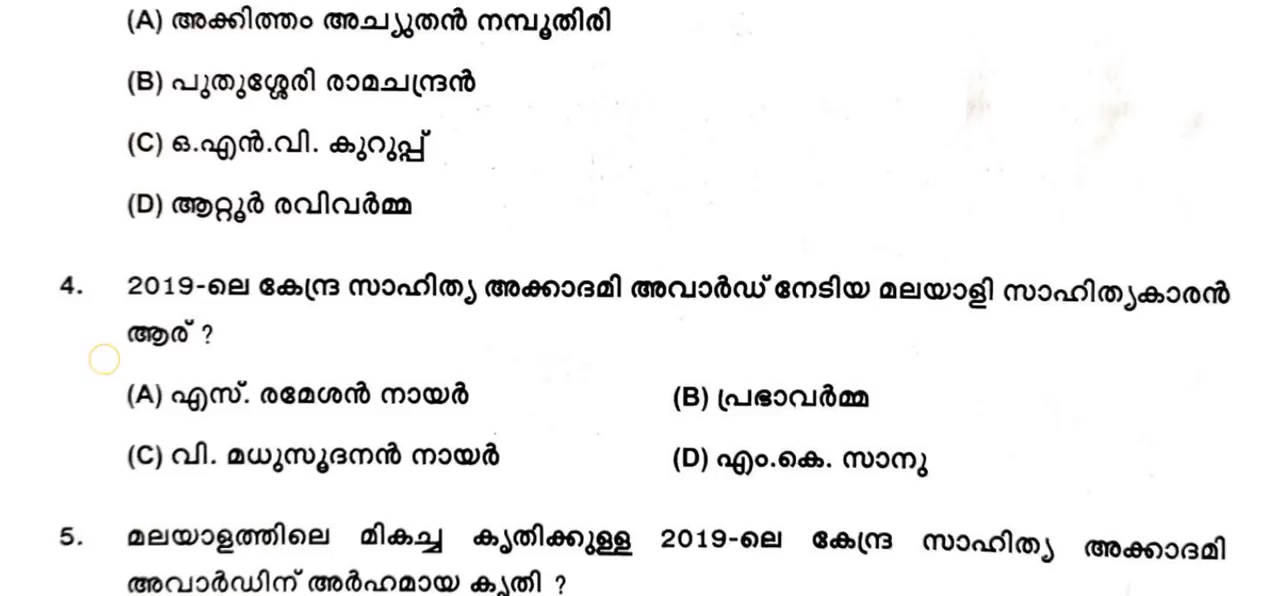 (A) അക്കിത്തം അച്യുതൻ നമ്പൂതിരി
(B) പുതുശ്ശേരി രാമചന്ദ്രൻ
(C) ഒ.എൻ.വി. കുറുപ്പ്
(D) ആറ്റൂർ രവിവർമ്മ
4. 2019-ലെ കേന്ദ്ര സാഹിത്യ അക്കാദമി അവാർഡ് നേടിയ മലയാളി സാഹിത്യകാരൻ
ആര് ?
(A) എസ്. രമേശൻ നായർ (B) പ്രഭാവർമ്മ
(C) വി. മധുസൂദനൻ നായർ (D) എം.കെ. സാനു
5. മലയാളത്തിലെ മികച്ച കൃതിക്കുള്ള 2019-ലെ കേന്ദ്ര സാഹിത്യ അക്കാദമി
അവാർഡിന് അർഹമായ കൃതി ?